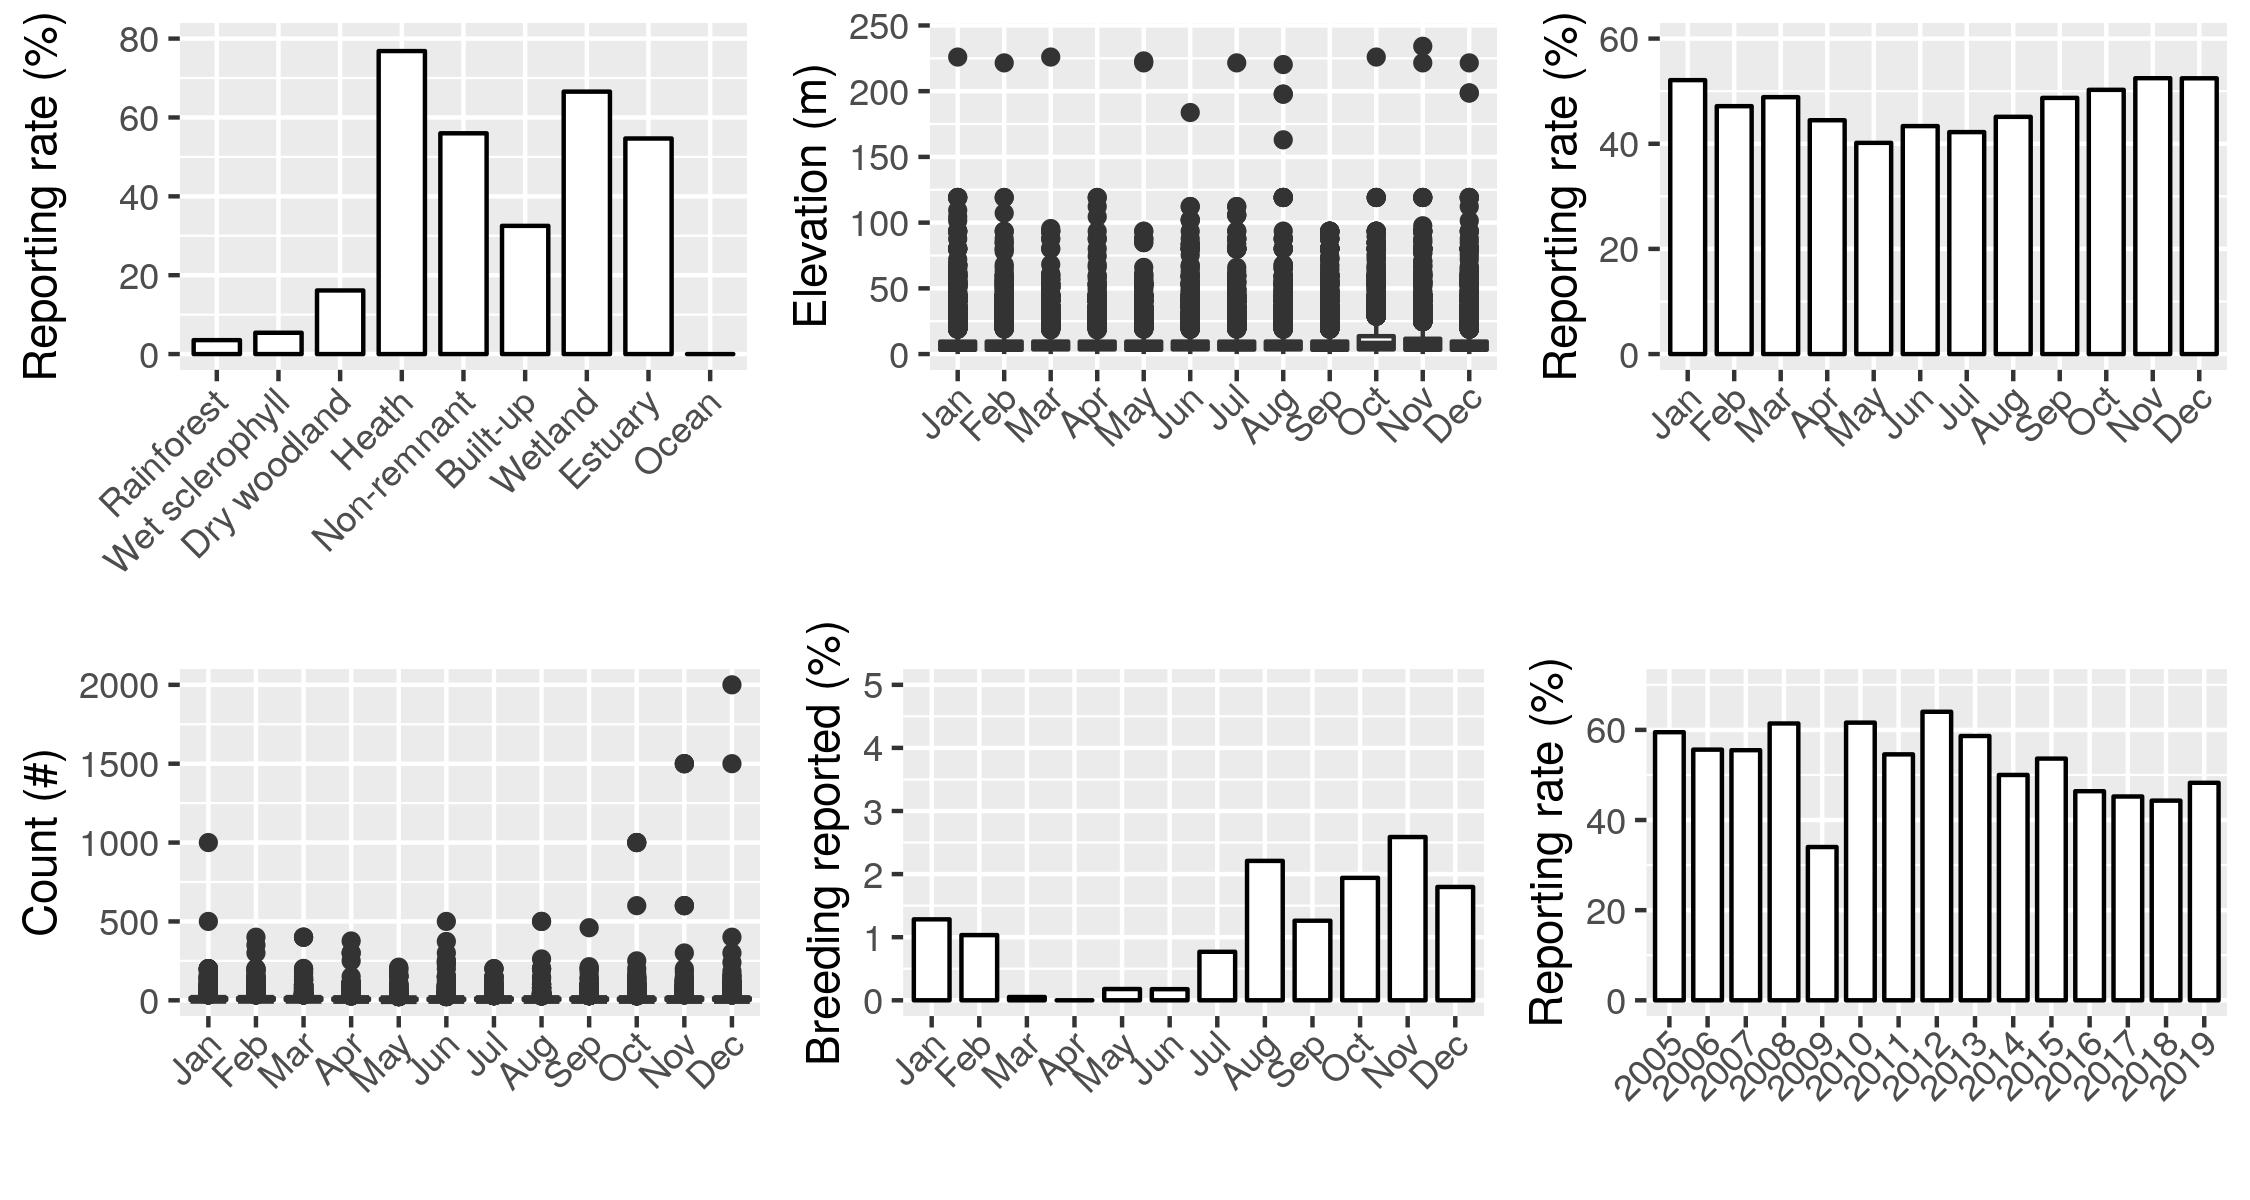 Reporting rate (%)
80
60
40
20
0
Rainforest
Wet sclerophyll
Dry woodland
Heath
Non-remnant
Built-up
Wetland
Estuary
Ocean
Elevation (m)
250
200
150
100
50
0
Jan
Feb
Mar
Apr
May
Jun
Jul
Aug
Sep
Oct
Nov
Dec
Reporting rate (%)
60
40
20
0
Jan
Feb
Mar
Apr
May
Jun
Jul
Aug
Sep
Oct
Nov
Dec
Count (#)
2000
1500
1000
500
0
Jan
Feb
Mar
Apr
May
Jun
Jul
Aug
Sep
Oct
Nov
Dec
Breeding reported (%)
5
4
3
2
1
0
Jan
Feb
Mar
Apr
May
Jun
Jul
Aug
Sep
Oct
Nov
Dec
Reporting rate (%)
60
40
20
0
2005
2006
2007
2008
2009
2010
2011
2012
2013
2014
2015
2016
2017
2018
2019